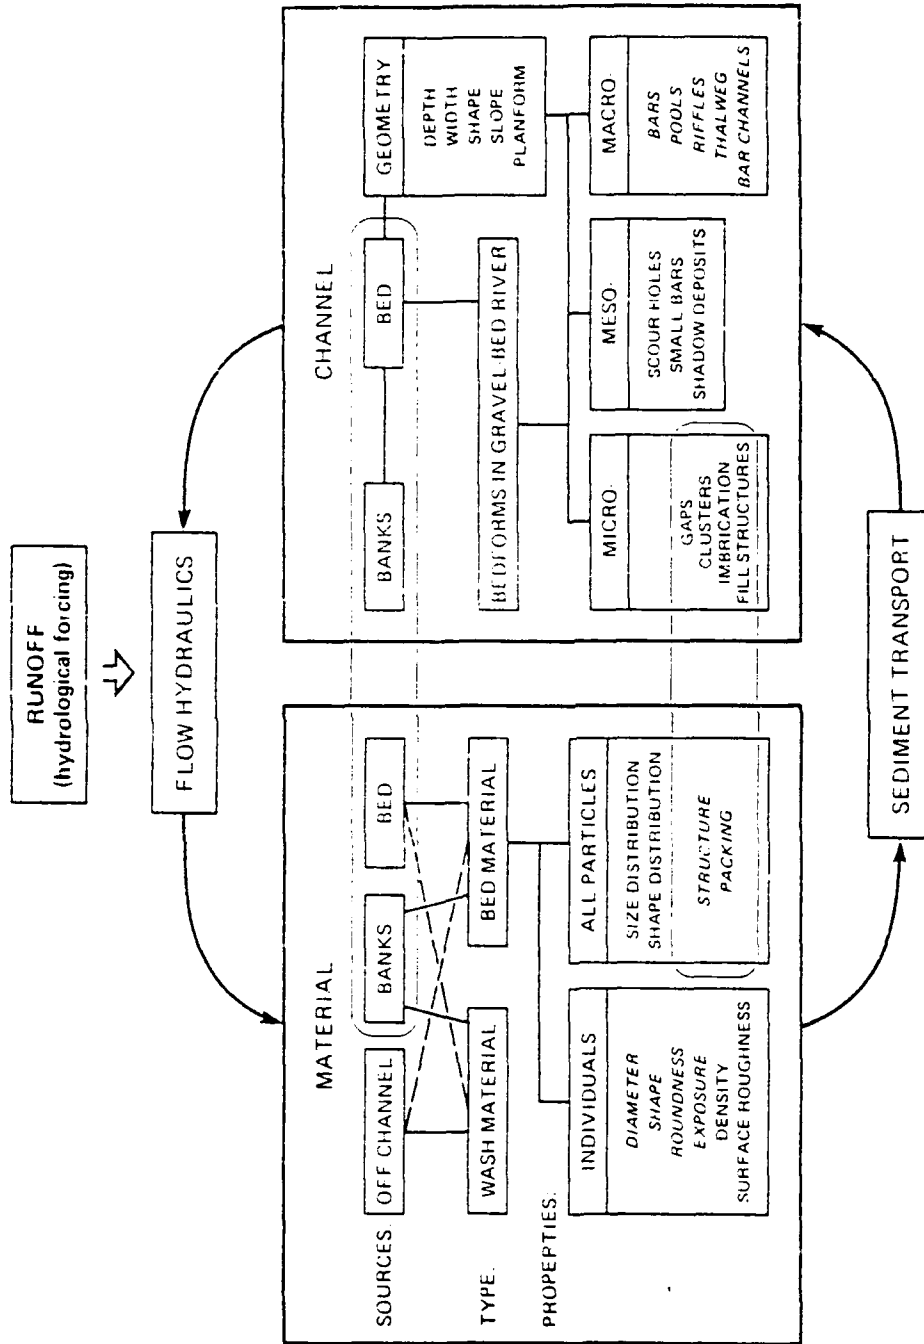 RUNOFF
(hydrological forcing)
FLOW HYDRAULICS
MATERIAL
SOURCES.
OFF CHANNEL
BANKS
BED
TYPE.
WASH MATERIAL
BED MATERIAL
PROPERTIES.
INDIVIDUALS
DIAMETER
SHAPE
ROUNDNESS
EXPOSURE
DENSITY
SURFACE ROUGHNESS
ALL PARTICLES
SIZE DISTRIBUTION
SHAPE DISTRIBUTION
STRUCTURE
PACKING
CHANNEL
BANKS
BED
GEOMETRY
DEPTH
WIDTH
SHAPE
SLOPE
PLANFORM
BEDFORMS IN GRAVEL-BED RIVER
MICRO-
GAPS
CLUSTERS
IMBRICATION
FILL STRUCTURES
MESO-
SCOUR HOLES
SMALL BARS
SHADOW DEPOSITS
MACRO-
BARS
POOLS
RIFFLES
THALWEG
BAR CHANNELS
SEDIMENT TRANSPORT